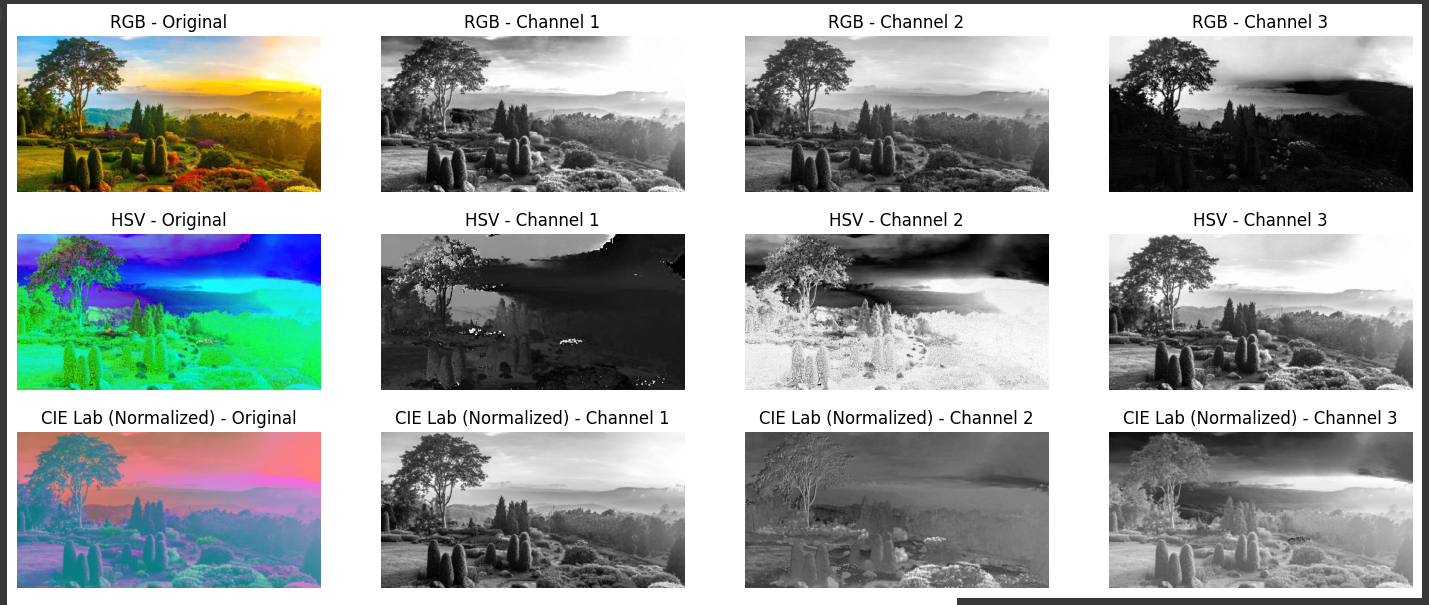 RGB - Original
RGB - Channel 1
RGB - Channel 2
RGB - Channel 3
HSV - Original
HSV - Channel 1
HSV - Channel 2
HSV - Channel 3
CIE Lab (Normalized) - Original
CIE Lab (Normalized) - Channel 1
CIE Lab (Normalized) - Channel 2
CIE Lab (Normalized) - Channel 3